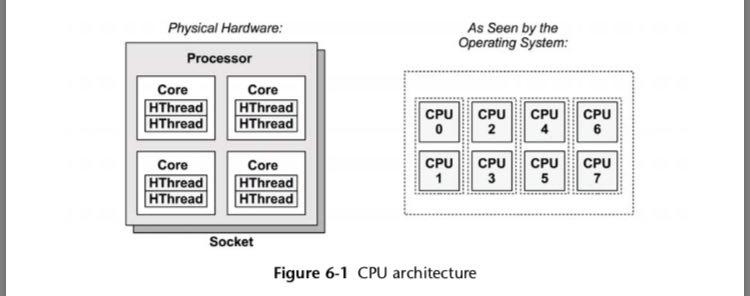 Physical Hardware:
Processor
Core
HThread
HThread
Core
HThread
HThread
Core
HThread
HThread
Core
HThread
HThread
Socket
As Seen by the
Operating System:
CPU 0
CPU 2
CPU 4
CPU 6
CPU 1
CPU 3
CPU 5
CPU 7
Figure 6-1 CPU architecture